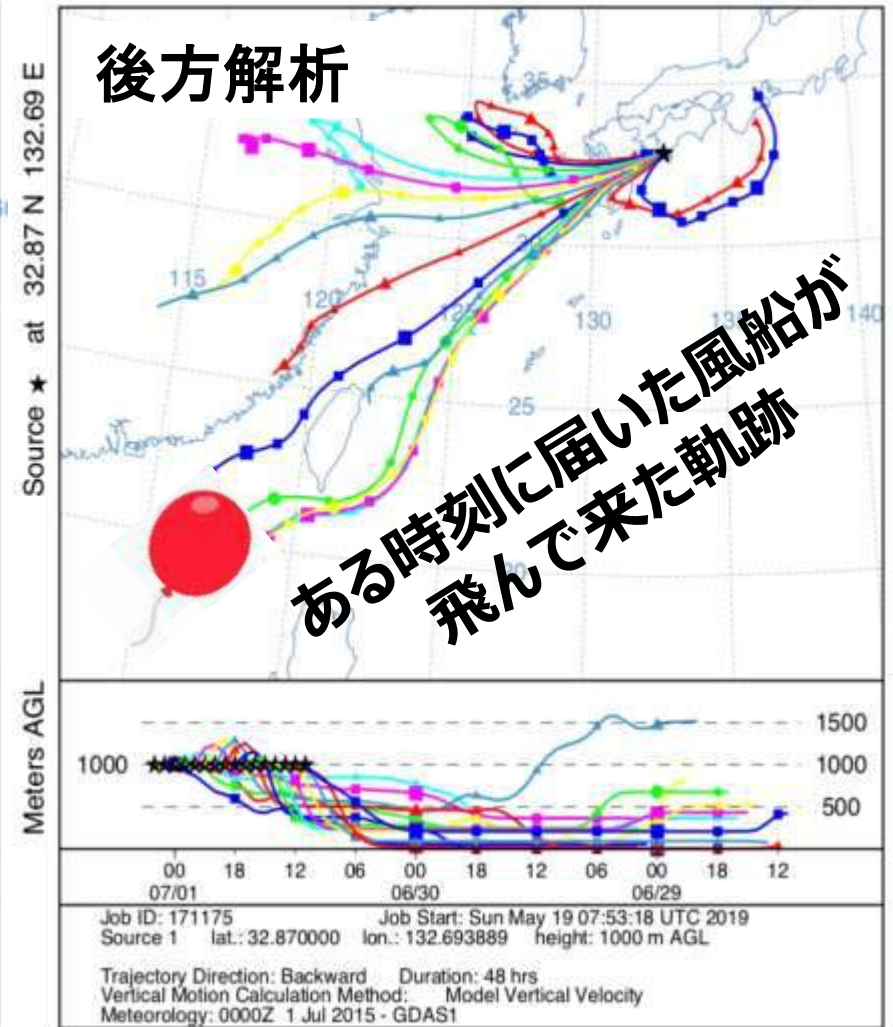 後方解析
Source ★ at 32.87 N 132.69 E
35
115
120
125
130
140
25
ある時刻に届いた風船が
飛んで来た軌跡
Meters AGL
1500
1000
1000
500
00 18 12 06 00 18 12 06 00 18 12
07/01 06/30 06/29
Job ID: 171175 Job Start: Sun May 19 07:53:18 UTC 2019
Source 1 lat.: 32.870000 lon.: 132.693889 height: 1000 m AGL
Trajectory Direction: Backward Duration: 48 hrs
Vertical Motion Calculation Method: Model Vertical Velocity
Meteorology: 0000Z 1 Jul 2015 - GDAS1